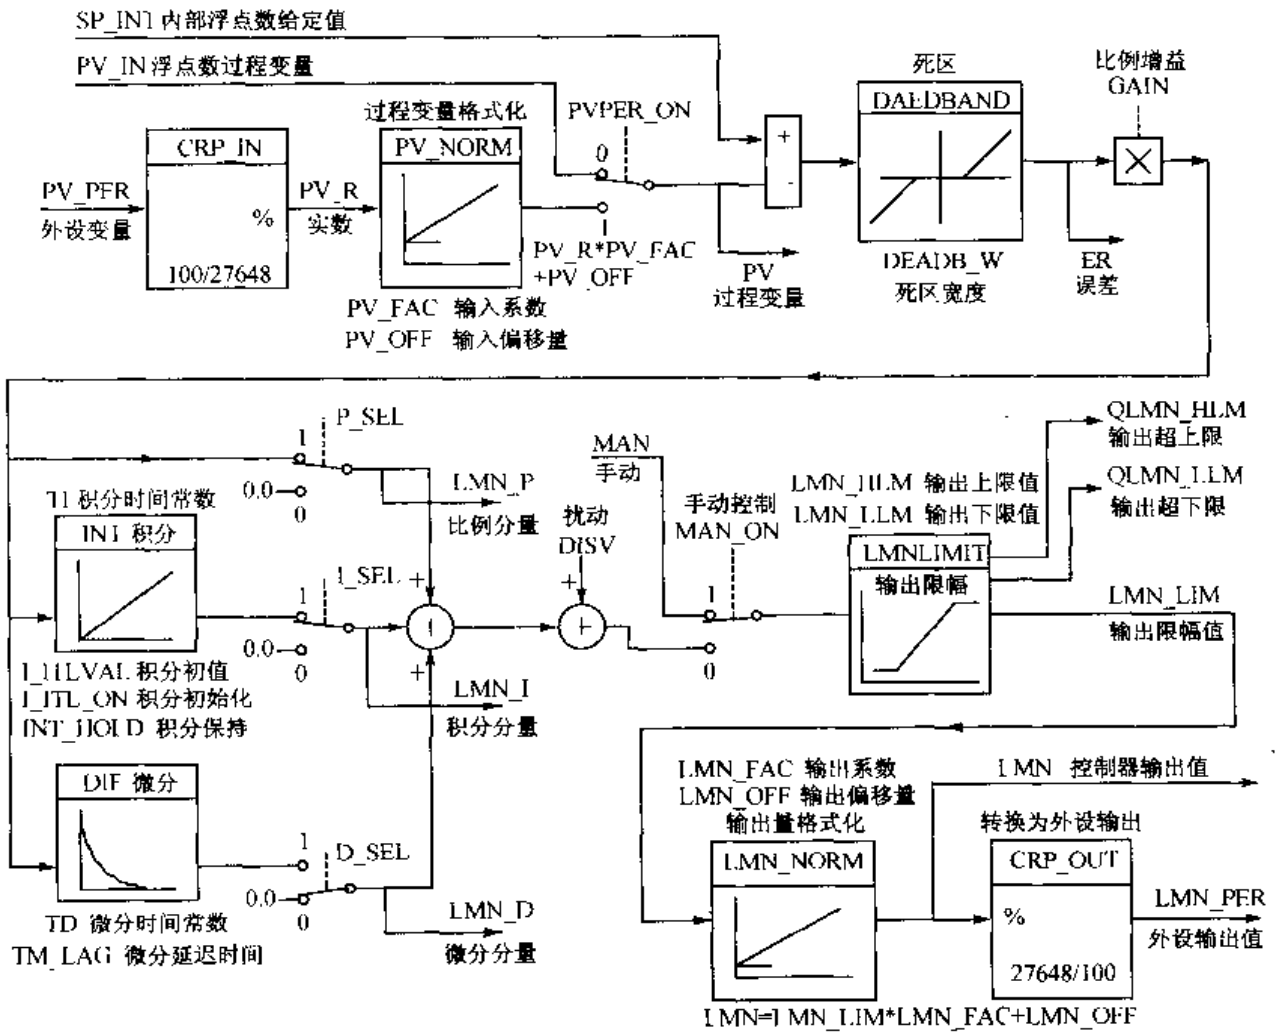 SP_INT 内部浮点数给定值
PV_IN 浮点数过程变量
死区
比例增益
GAIN
过程变量格式化
PVPER_ON
DAEDBAND
CRP_IN
PV_NORM
0
+
-
×
PV_PER
外设变量
%
100/27648
PV_R
实数
1
PV_R*PV_FAC
+PV_OFF
PV
过程变量
DEADB_W
死区宽度
ER
误差
PV_FAC 输入系数
PV_OFF 输入偏移量
P_SEL
1
0.0
0
LMN_P
比例分量
MAN
手动
QLMN_HLM
输出超上限
QLMN_LLM
输出超下限
LMN_HLM 输出上限值
LMN_LLM 输出下限值
TI 积分时间常数
INT 积分
扰动
DISV
手动控制
MAN_ON
LMNLIMIT
输出限幅
I_SEL
1
0.0
0
+
+
+
+
+
1
0
LMN_LIM
输出限幅值
I_ITLVAL 积分初值
I_ITL_ON 积分初始化
INT_HOLD 积分保持
LMN_I
积分分量
DIF 微分
D_SEL
1
0.0
0
LMN_D
微分分量
TD 微分时间常数
TM_LAG 微分延迟时间
LMN_FAC 输出系数
LMN_OFF 输出偏移量
输出量格式化
LMN 控制器输出值
转换为外设输出
LMN_NORM
CRP_OUT
%
27648/100
LMN_PER
外设输出值
LMN=LMN_LIM*LMN_FAC+LMN_OFF